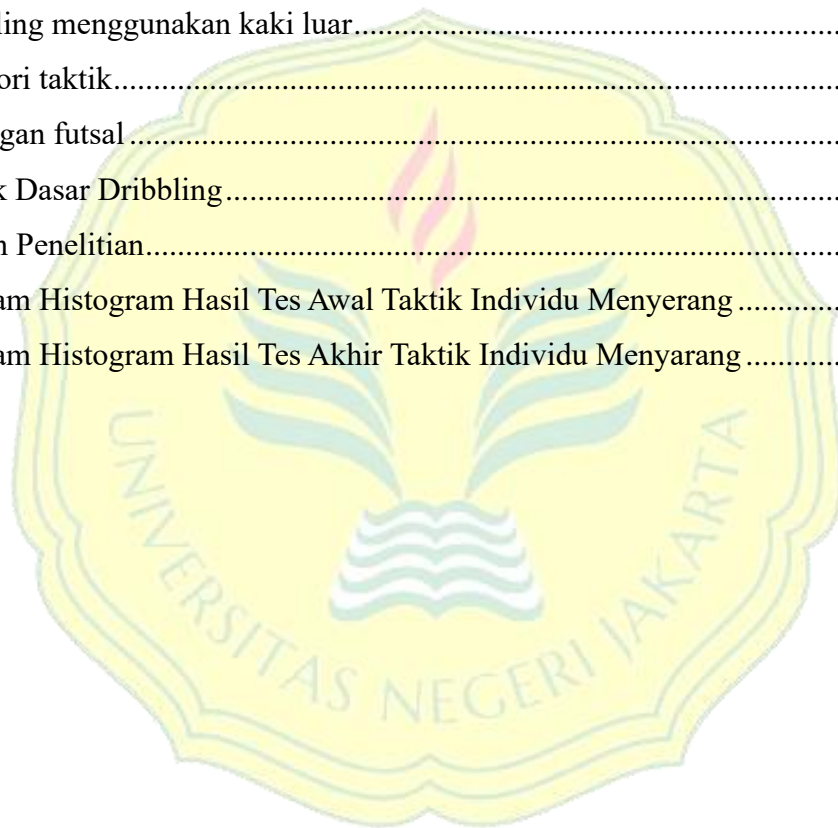 ling menggunakan kaki luar
ori taktik
gan futsal
k Dasar Dribbling
n Penelitian
am Histogram Hasil Tes Awal Taktik Individu Menyerang
am Histogram Hasil Tes Akhir Taktik Individu Menyarang
UNIVERSITAS NEGERI JAKARTA